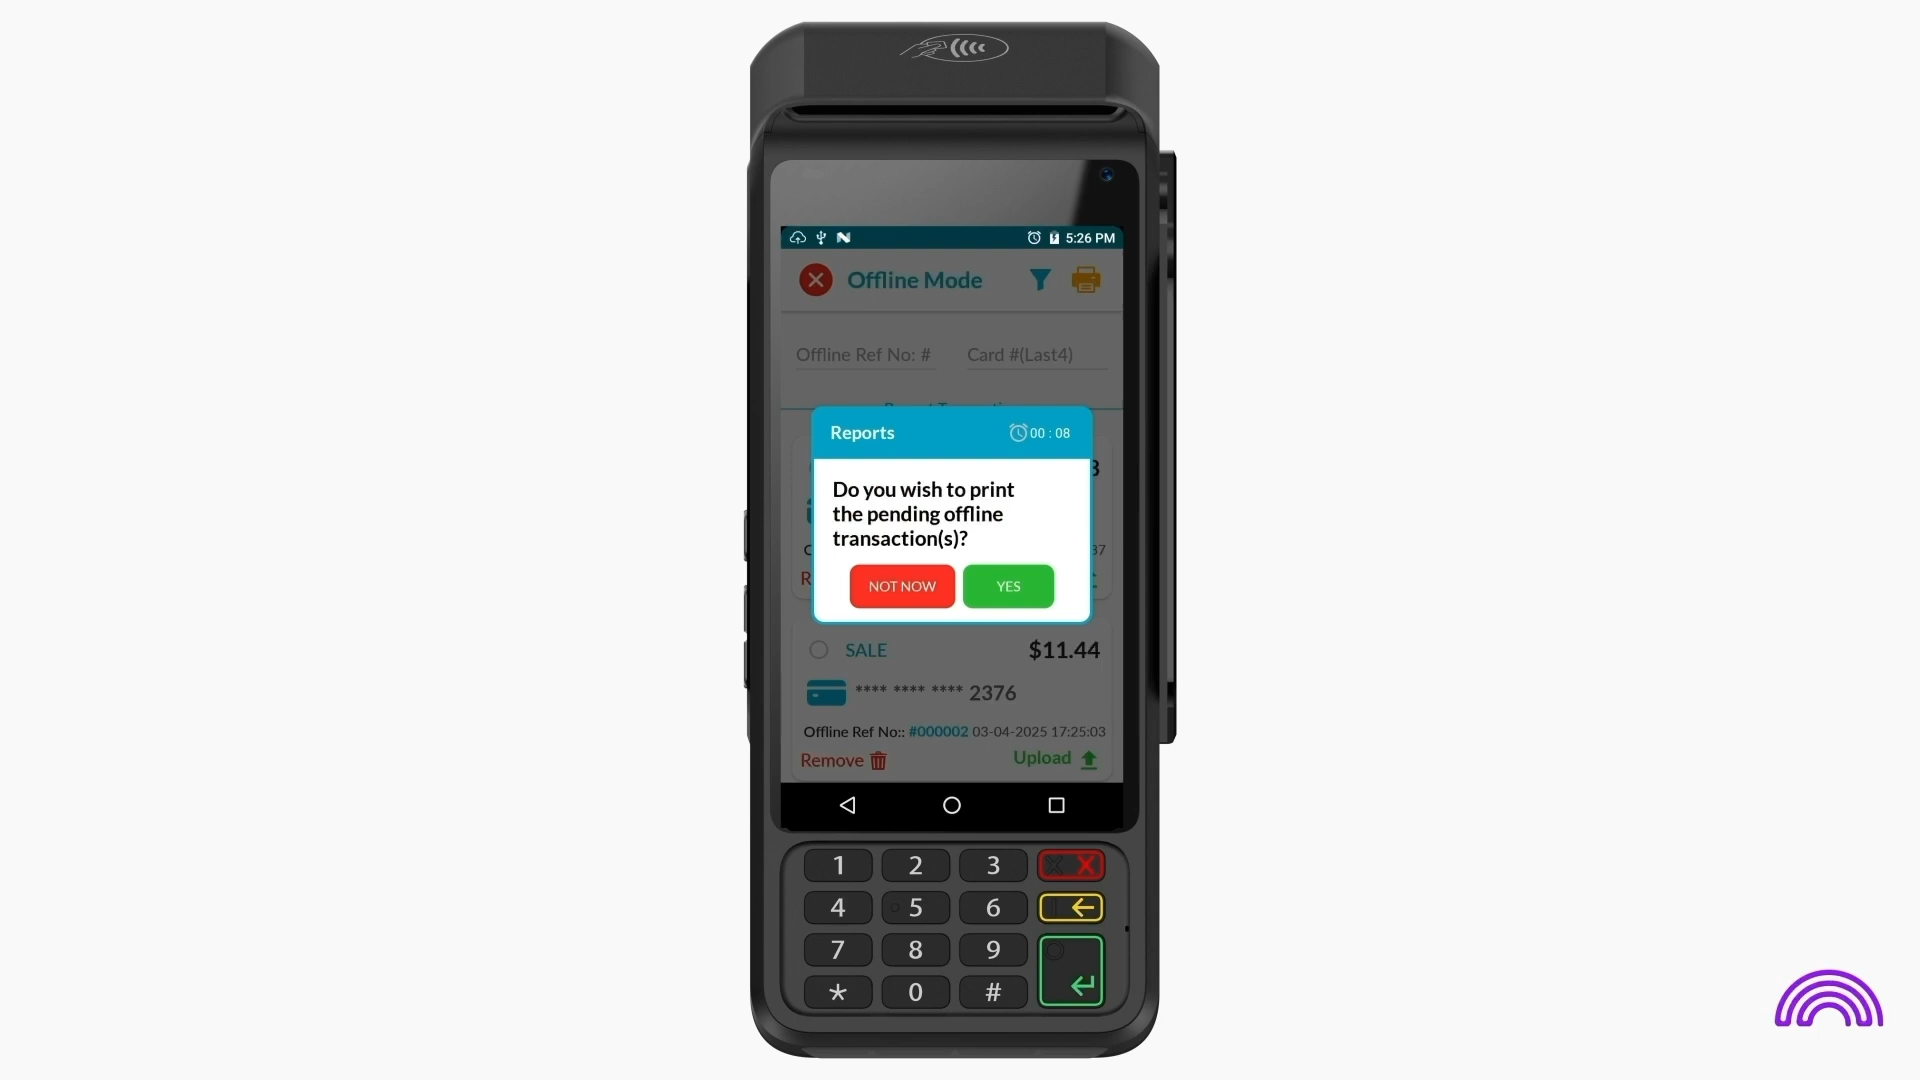 5:26 PM
Offline Mode
Offline Ref No: #
Card #(Last4)
Reports
00 : 08
Do you wish to print
the pending offline
transaction(s)?
NOT NOW
YES
SALE
$11.44
**** **** **** 2376
Offline Ref No:: #000002 03-04-2025 17:25:03
Remove
Upload
1 2 3 X
4 5 6
7 8 9
* 0 #